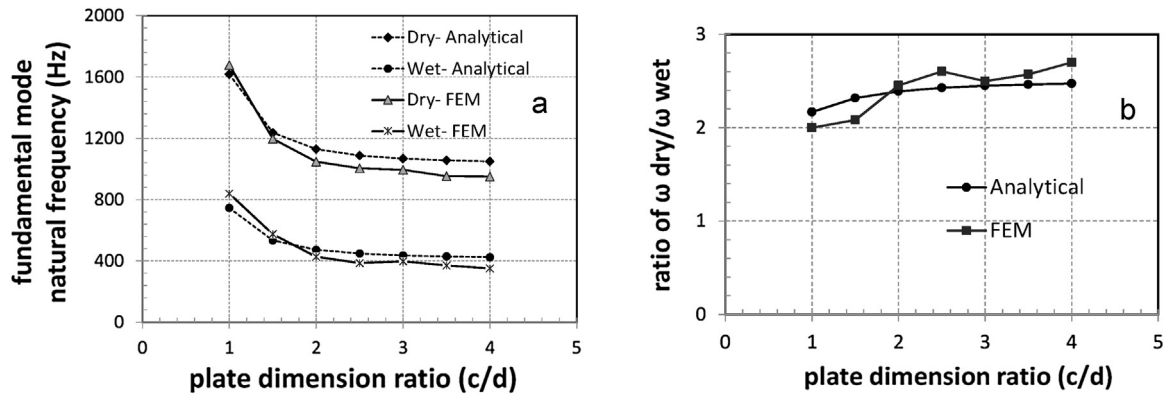 fundamental mode
natural frequency (Hz)
2000
1600
1200
800
400
0
Dry- Analytical
Wet- Analytical
Dry- FEM
Wet- FEM
a
0 1 2 3 4 5
plate dimension ratio (c/d)
ratio of ω dry/ω wet
3
2
1
0
b
Analytical
FEM
0 1 2 3 4 5
plate dimension ratio (c/d)